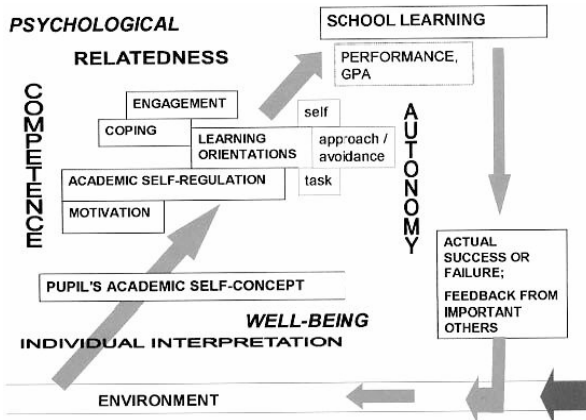 PSYCHOLOGICAL
SCHOOL LEARNING
RELATEDNESS
PERFORMANCE,
GPA
COMPETENCE
ENGAGEMENT
COPING
LEARNING
ORIENTATIONS
self
approach /
avoidance
task
AUTONOMY
ACADEMIC SELF-REGULATION
MOTIVATION
ACTUAL
SUCCESS OR
FAILURE;
FEEDBACK FROM
IMPORTANT
OTHERS
PUPIL'S ACADEMIC SELF-CONCEPT
WELL-BEING
INDIVIDUAL INTERPRETATION
ENVIRONMENT